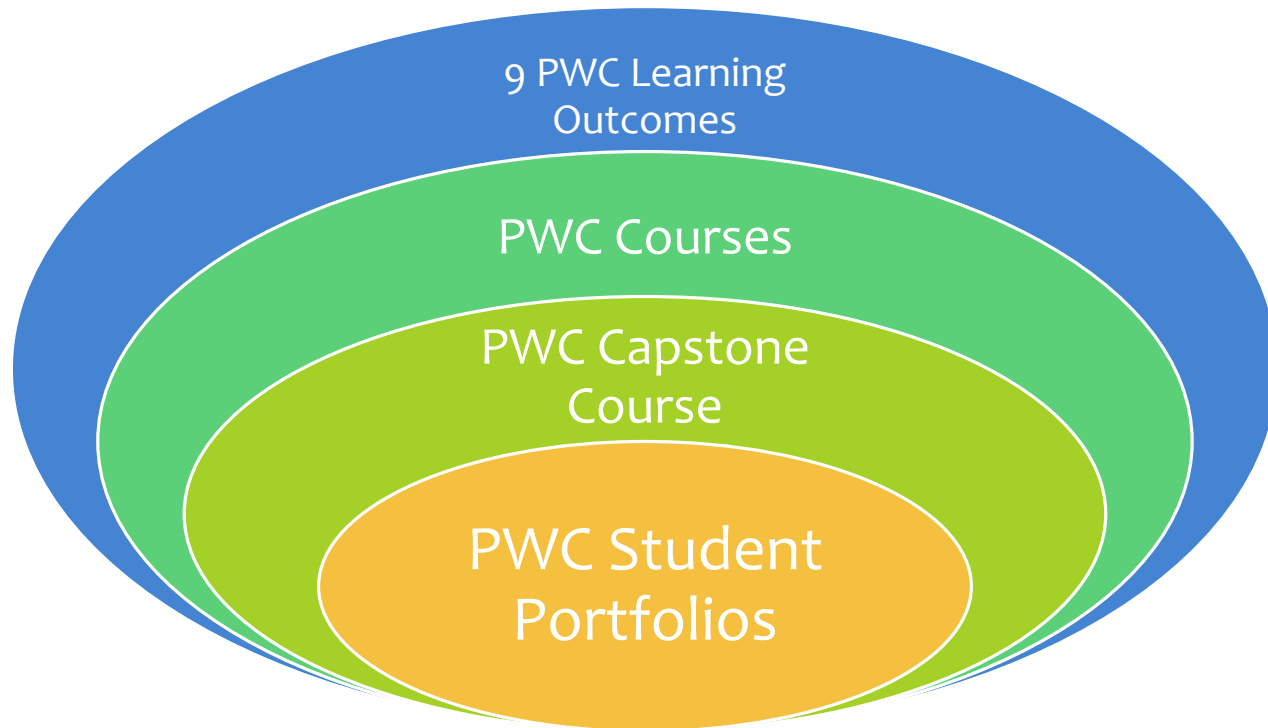 9 PWC Learning
Outcomes
PWC Courses
PWC Capstone
Course
PWC Student
Portfolios